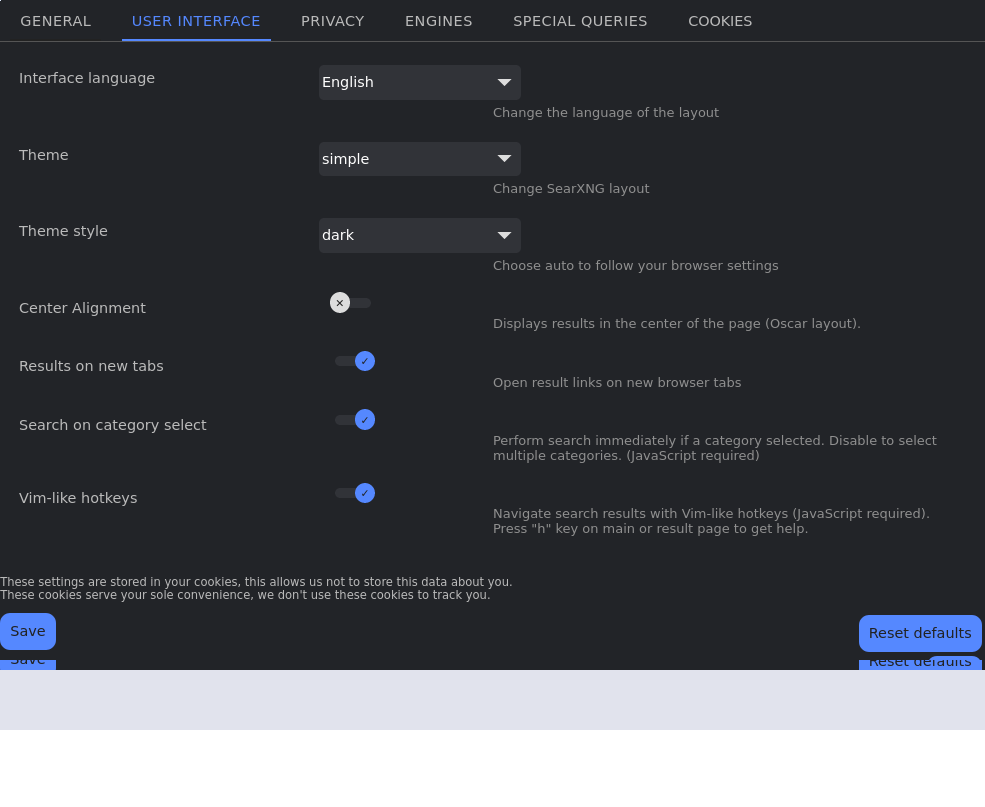 GENERAL USER INTERFACE PRIVACY ENGINES SPECIAL QUERIES COOKIES
Interface language
English
Change the language of the layout
Theme
simple
Change SearXNG layout
Theme style
dark
Choose auto to follow your browser settings
Center Alignment
Displays results in the center of the page (Oscar layout).
Results on new tabs
Open result links on new browser tabs
Search on category select
Perform search immediately if a category selected. Disable to select
multiple categories. (JavaScript required)
Vim-like hotkeys
Navigate search results with Vim-like hotkeys (JavaScript required).
Press "h" key on main or result page to get help.
These settings are stored in your cookies, this allows us not to store this data about you.
These cookies serve your sole convenience, we don't use these cookies to track you.
Save
Reset defaults
Save
Reset defaults